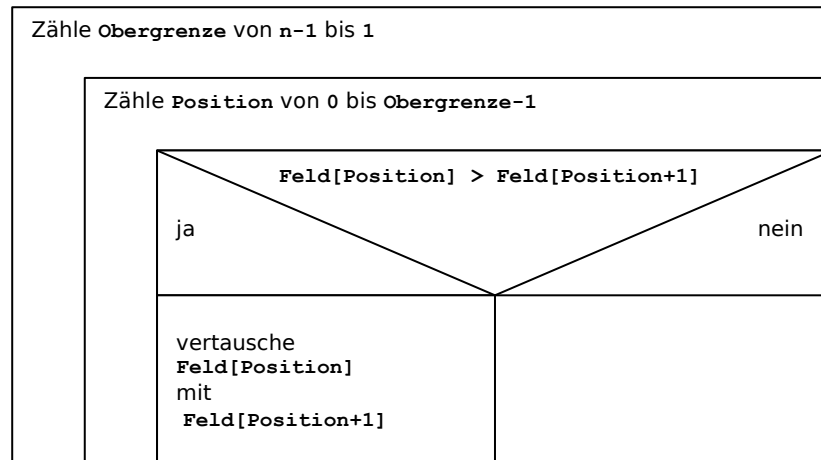 Zähle Obergrenze von n-1 bis 1
Zähle Position von 0 bis Obergrenze-1
Feld[Position] > Feld[Position+1]
ja
nein
vertausche
Feld[Position]
mit
Feld[Position+1]